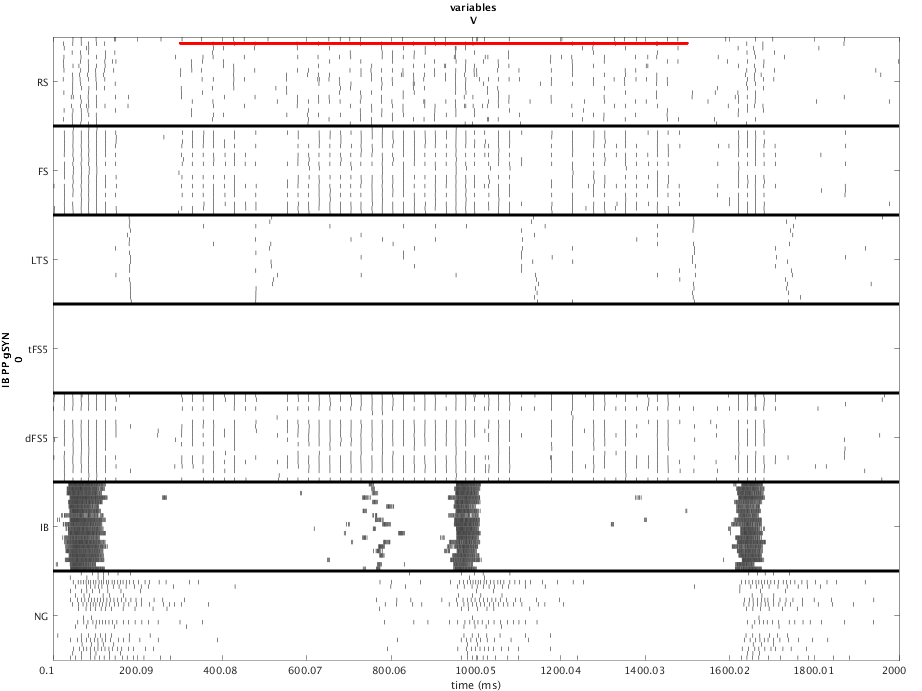 variables
V
RS
FS
LTS
tFS5
dFS5
IB
NG
IB PP gSYN
0
0.1 200.09 400.08 600.07 800.06 1000.05 1200.04 1400.03 1600.02 1800.01 2000
time (ms)